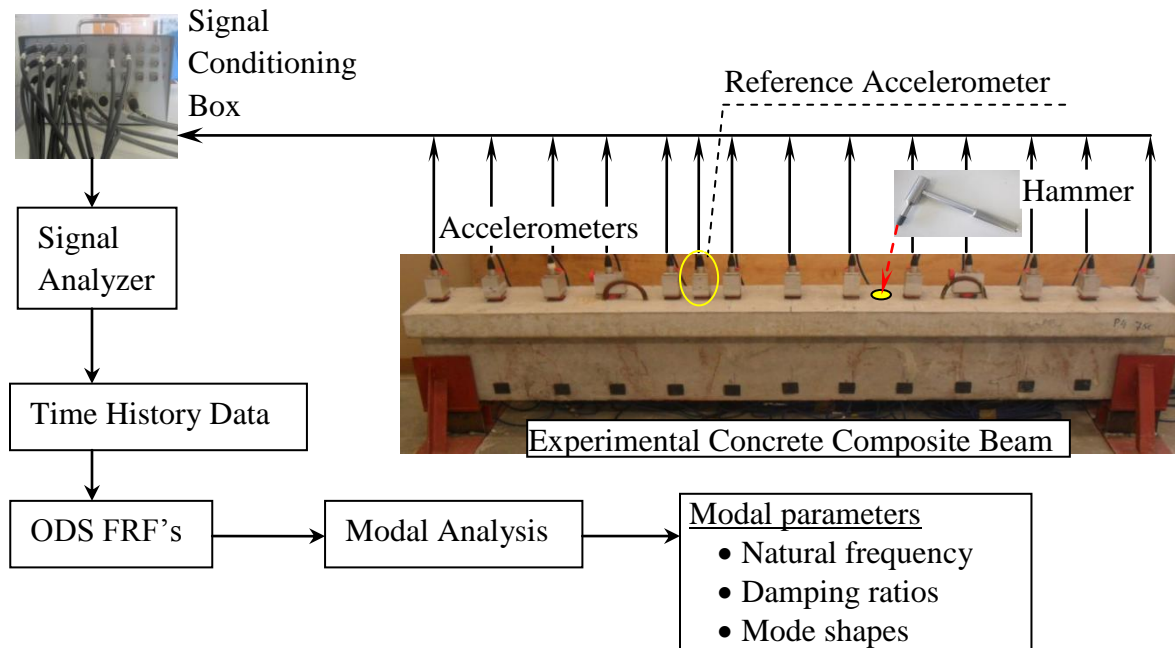 Signal
Conditioning
Box
Reference Accelerometer
Hammer
Accelerometers
Signal
Analyzer
Time History Data
Experimental Concrete Composite Beam
ODS FRF’s
Modal Analysis
Modal parameters
• Natural frequency
• Damping ratios
• Mode shapes